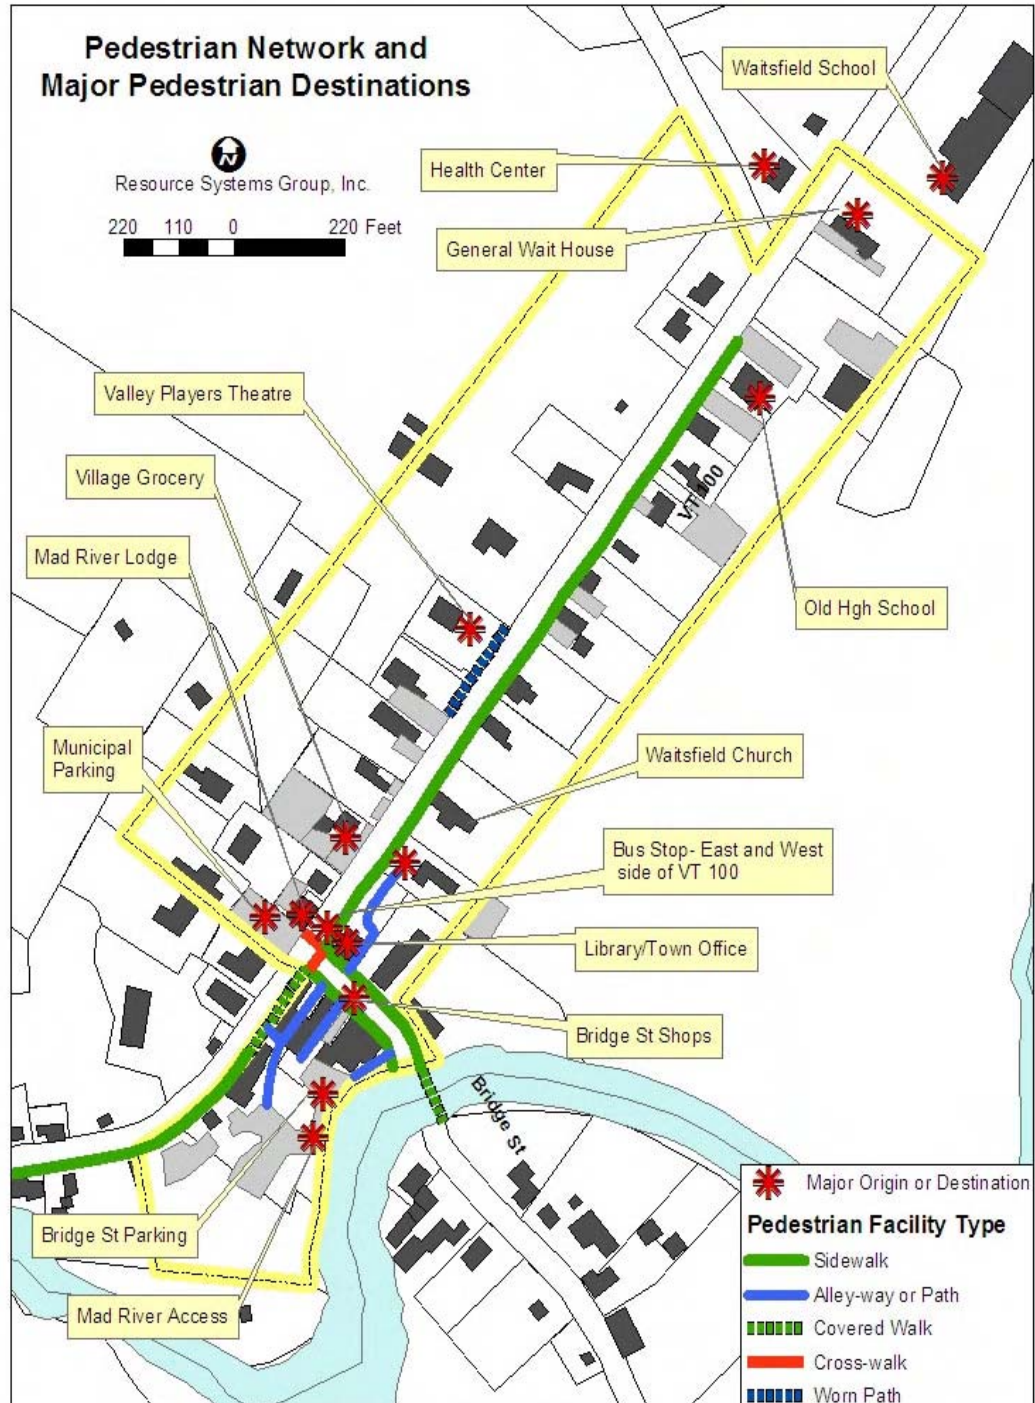 Pedestrian Network and
Major Pedestrian Destinations
N
Resource Systems Group, Inc.
220 110 0 220 Feet
Waitsfield School
Health Center
General Wait House
Valley Players Theatre
Village Grocery
Mad River Lodge
VT 100
Old Hgh School
Municipal
Parking
Waitsfield Church
Bus Stop- East and West
side of VT 100
Library/Town Office
Bridge St Shops
Bridge St
Bridge St Parking
Mad River Access
Major Origin or Destination
Pedestrian Facility Type
Sidewalk
Alley-way or Path
Covered Walk
Cross-walk
Worn Path